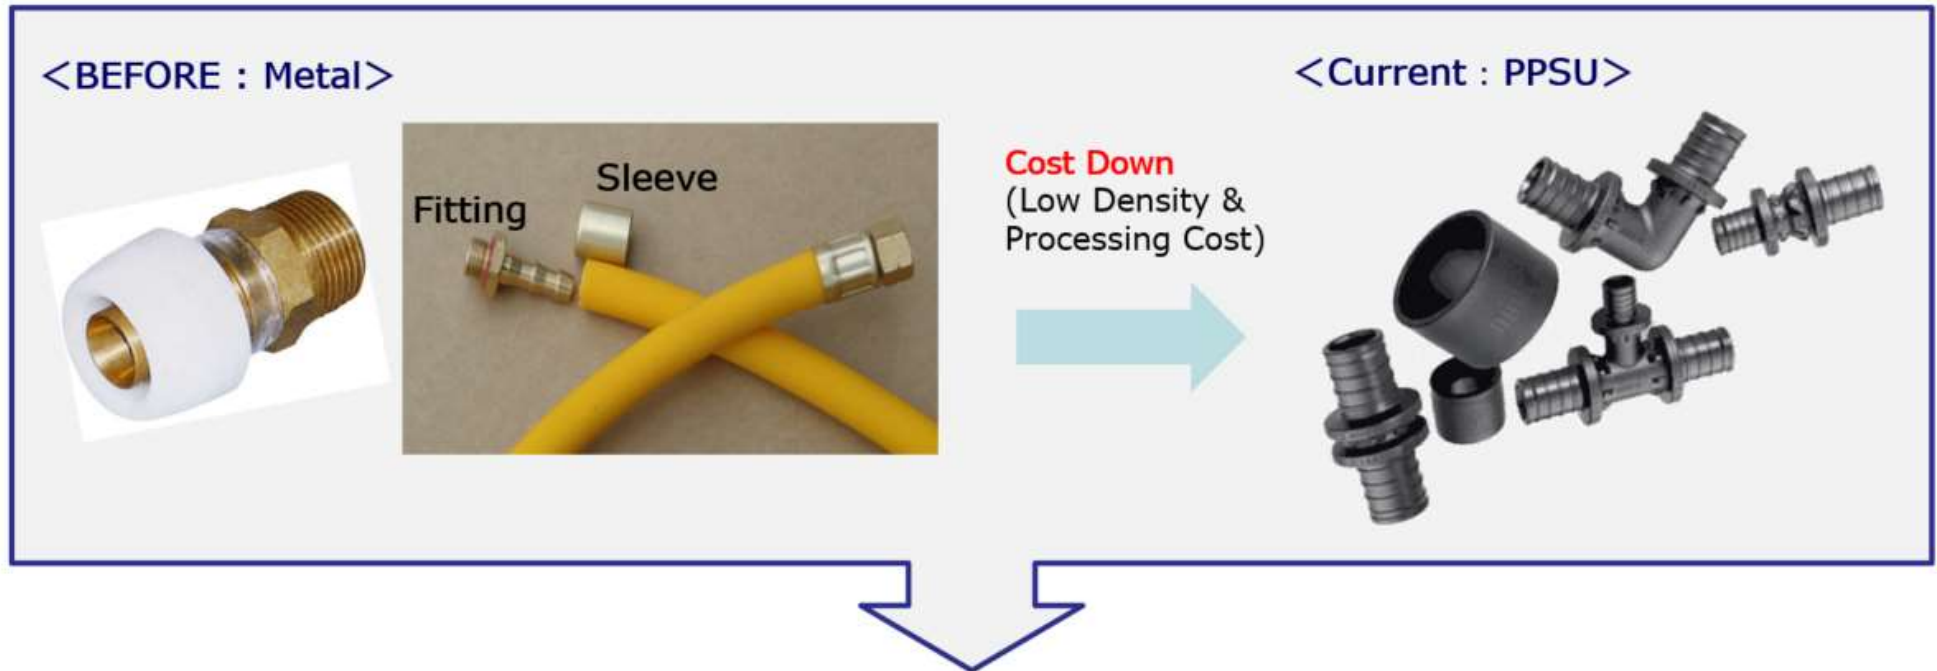 <BEFORE : Metal>
<Current : PPSU>
Fitting
Sleeve
Cost Down
(Low Density &
Processing Cost)